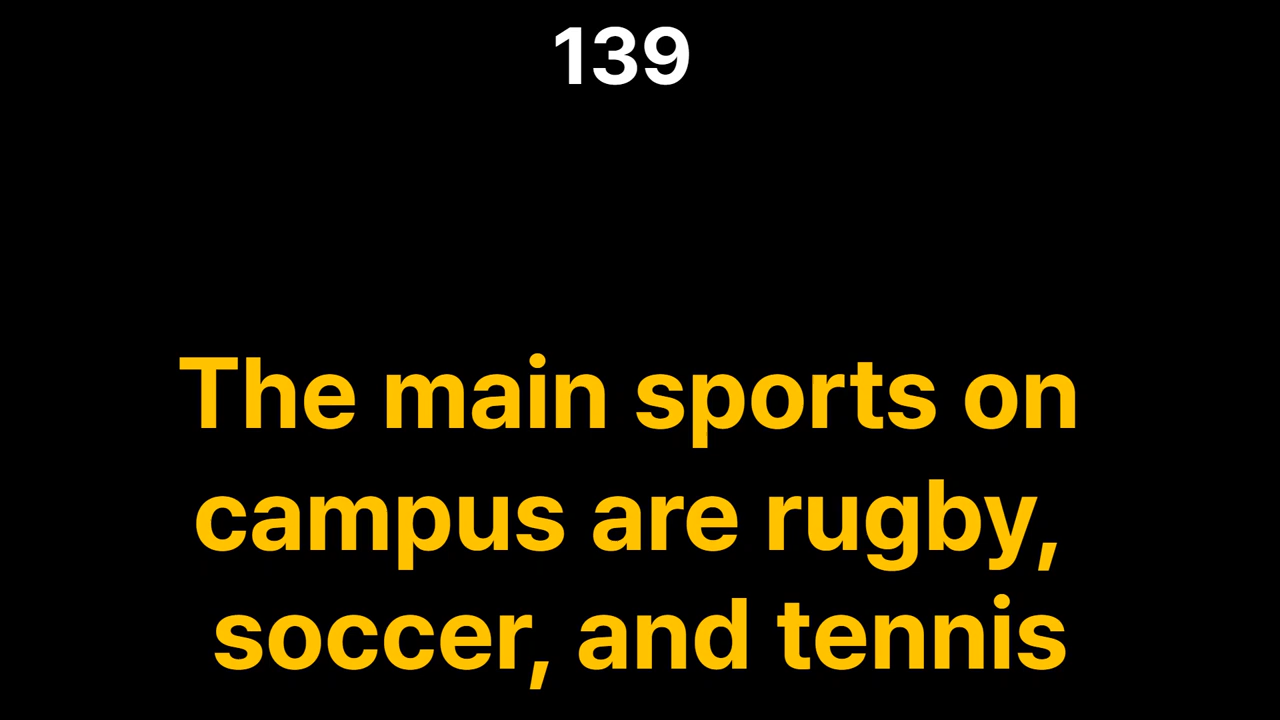 139
The main sports on
campus are rugby,
soccer, and tennis